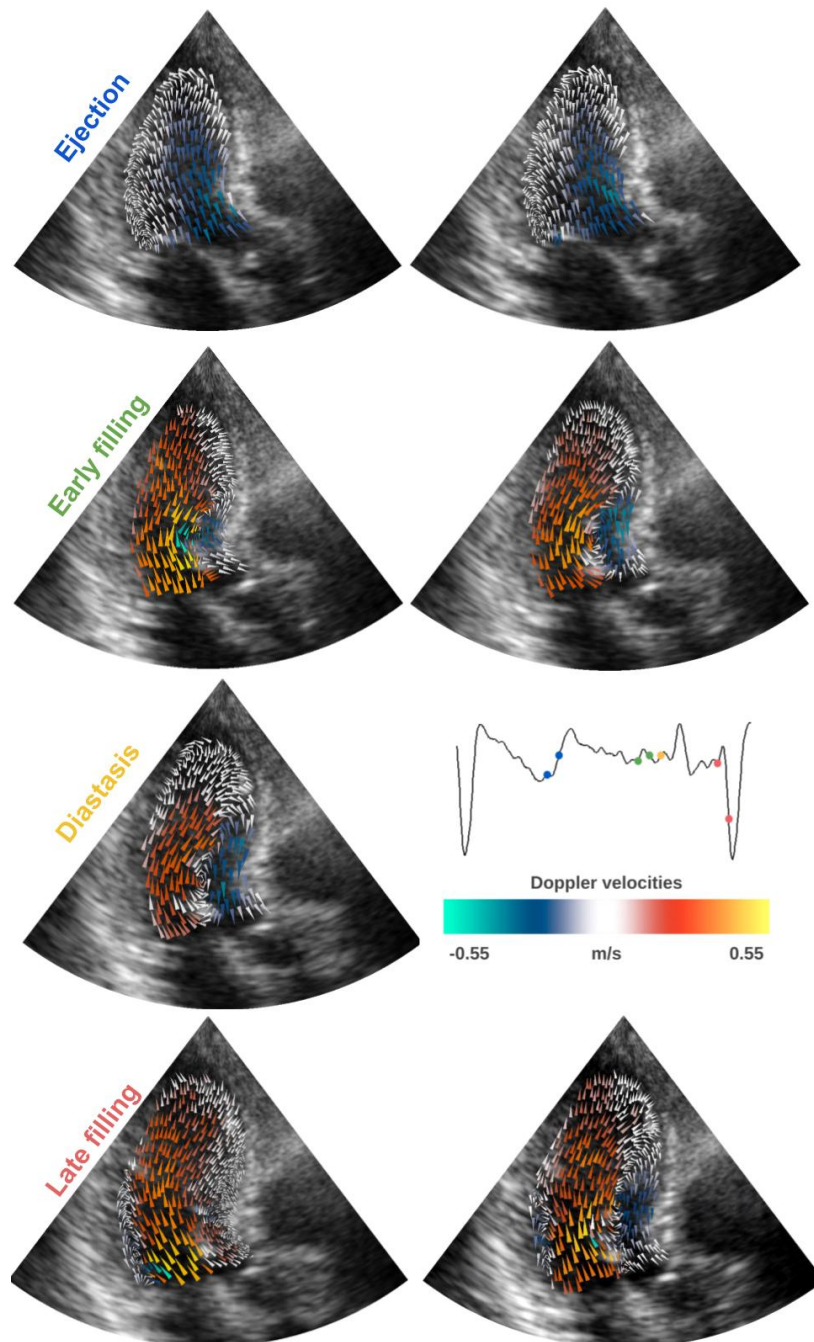 Ejection
Early filling
Diastasis
Doppler velocities
-0.55 m/s 0.55
Late filling